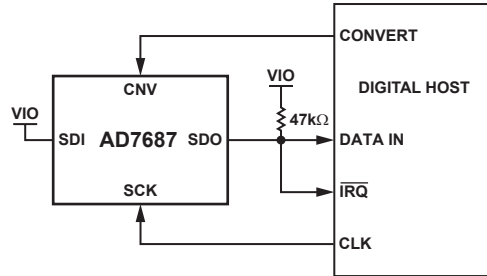 CONVERT
VIO
DIGITAL HOST
CNV
VIO
47kΩ
SDI
AD7687
SDO
DATA IN
SCK
IRQ
CLK